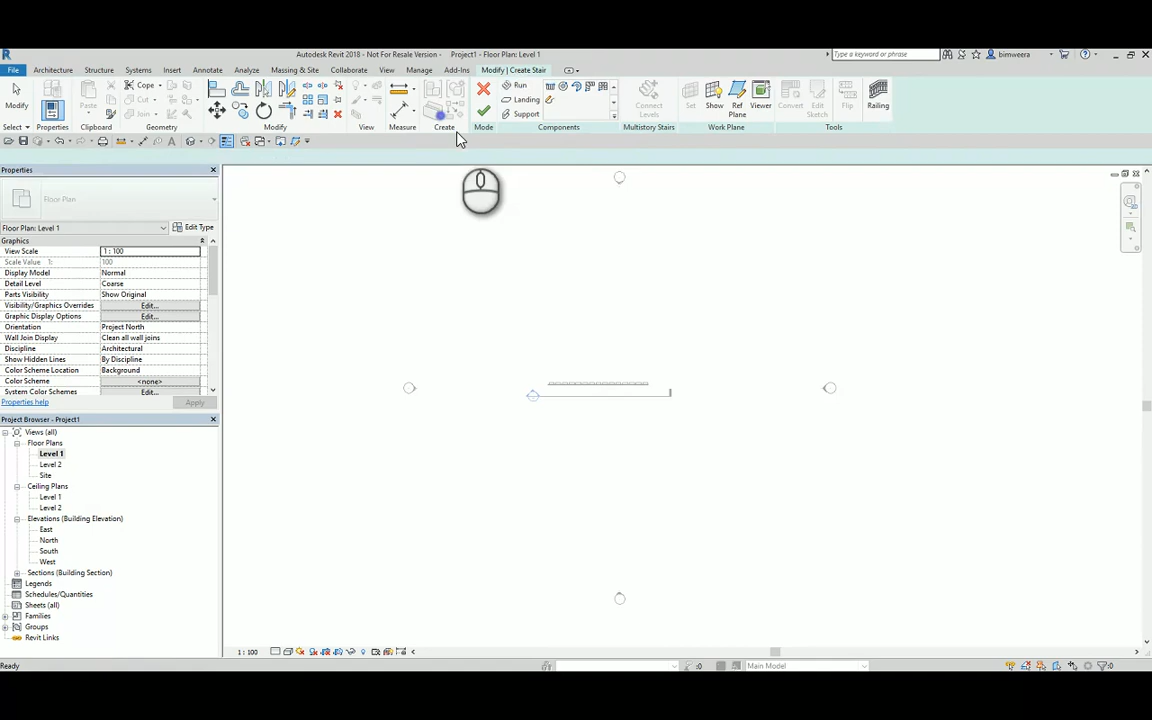 Autodesk Revit 2018 - Not For Resale Version - Project1 - Floor Plan: Level 1
Type a keyword or phrase
bimweera
File Architecture Structure Systems Insert Annotate Analyze Massing & Site Collaborate View Manage Add-Ins Modify | Create Stair
Modify
Paste
Cope
Cut
Join
Run
Landing
Support
Connect Levels
Set
Show
Ref Plane
Viewer
Convert
Edit Sketch
Flip
Railing
Select Properties Clipboard Geometry Modify View Measure Create Mode Components Multistory Stairs Work Plane Tools
Properties
Floor Plan
Floor Plan: Level 1
Edit Type
Graphics
View Scale 1 : 100
Scale Value 1: 100
Display Model Normal
Detail Level Coarse
Parts Visibility Show Original
Visibility/Graphics Overrides Edit...
Graphic Display Options Edit...
Orientation Project North
Wall Join Display Clean all wall joins
Discipline Architectural
Show Hidden Lines By Discipline
Color Scheme Location Background
Color Scheme <none>
System Color Schemes Edit...
Properties help
Apply
Project Browser - Project1
Views (all)
Floor Plans
Level 1
Level 2
Site
Ceiling Plans
Level 1
Level 2
Elevations (Building Elevation)
East
North
South
West
Sections (Building Section)
Legends
Schedules/Quantities
Sheets (all)
Families
Groups
Revit Links
1 : 100
Ready
:0
Main Model
:0